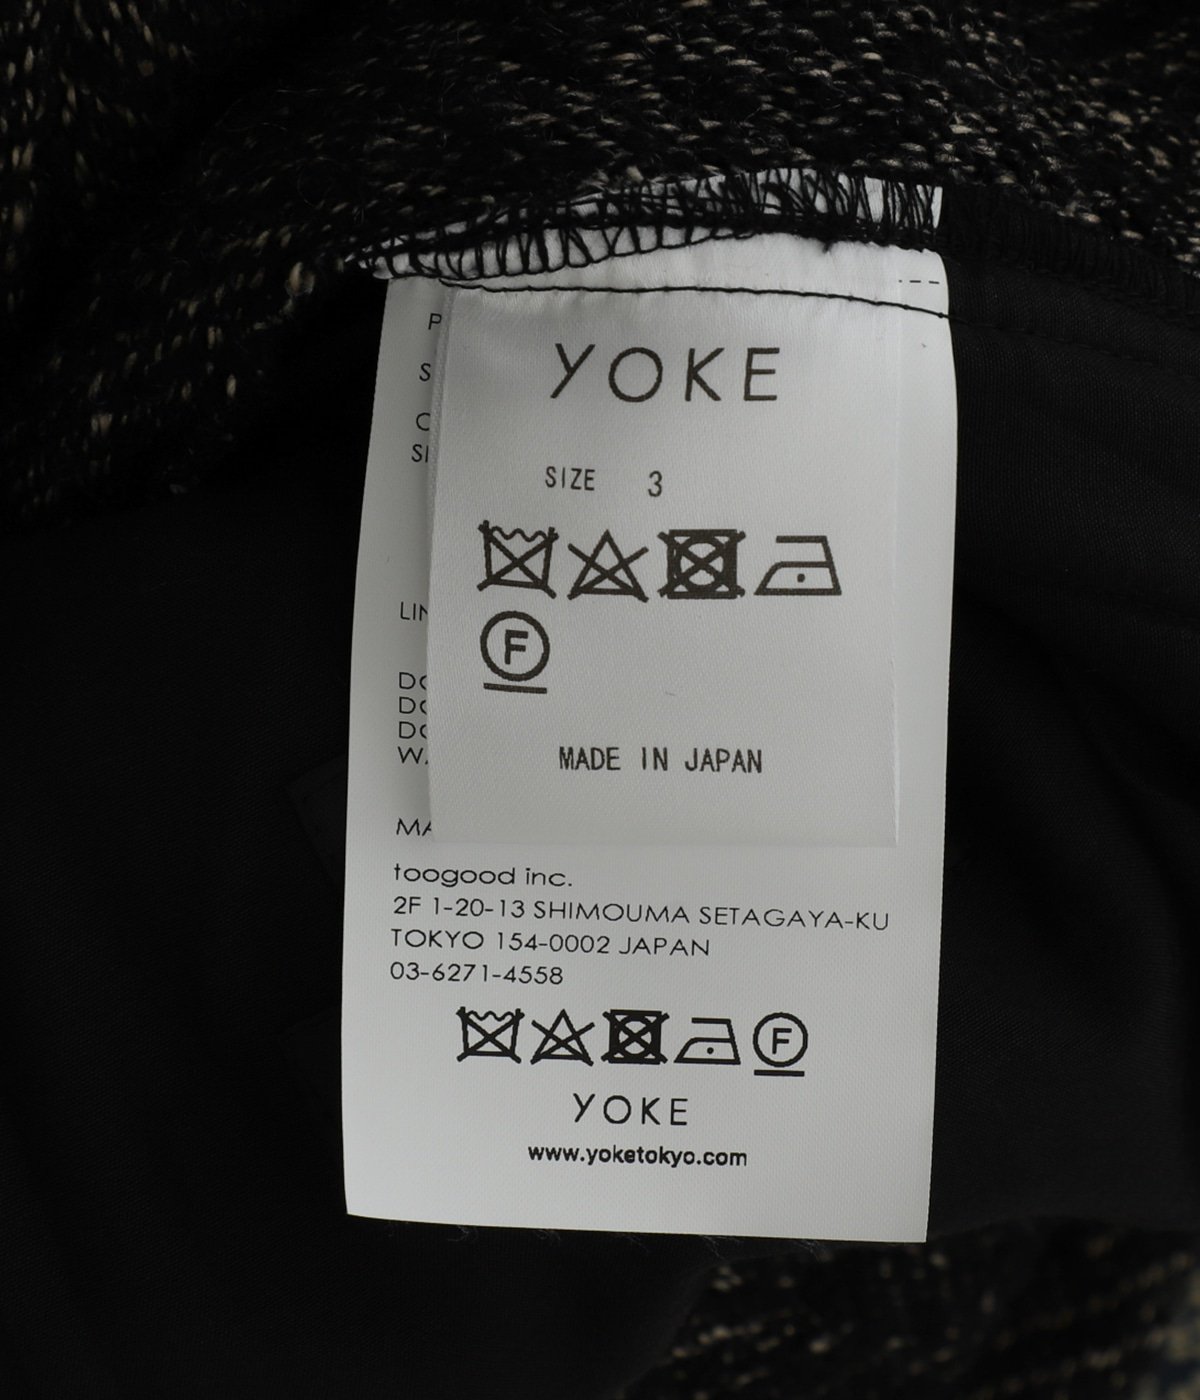 YOKE
SIZE 3
F
MADE IN JAPAN
toogood inc.
2F 1-20-13 SHIMOUMA SETAGAYA-KU
TOKYO 154-0002 JAPAN
03-6271-4558
F
YOKE
www.yoketokyo.com